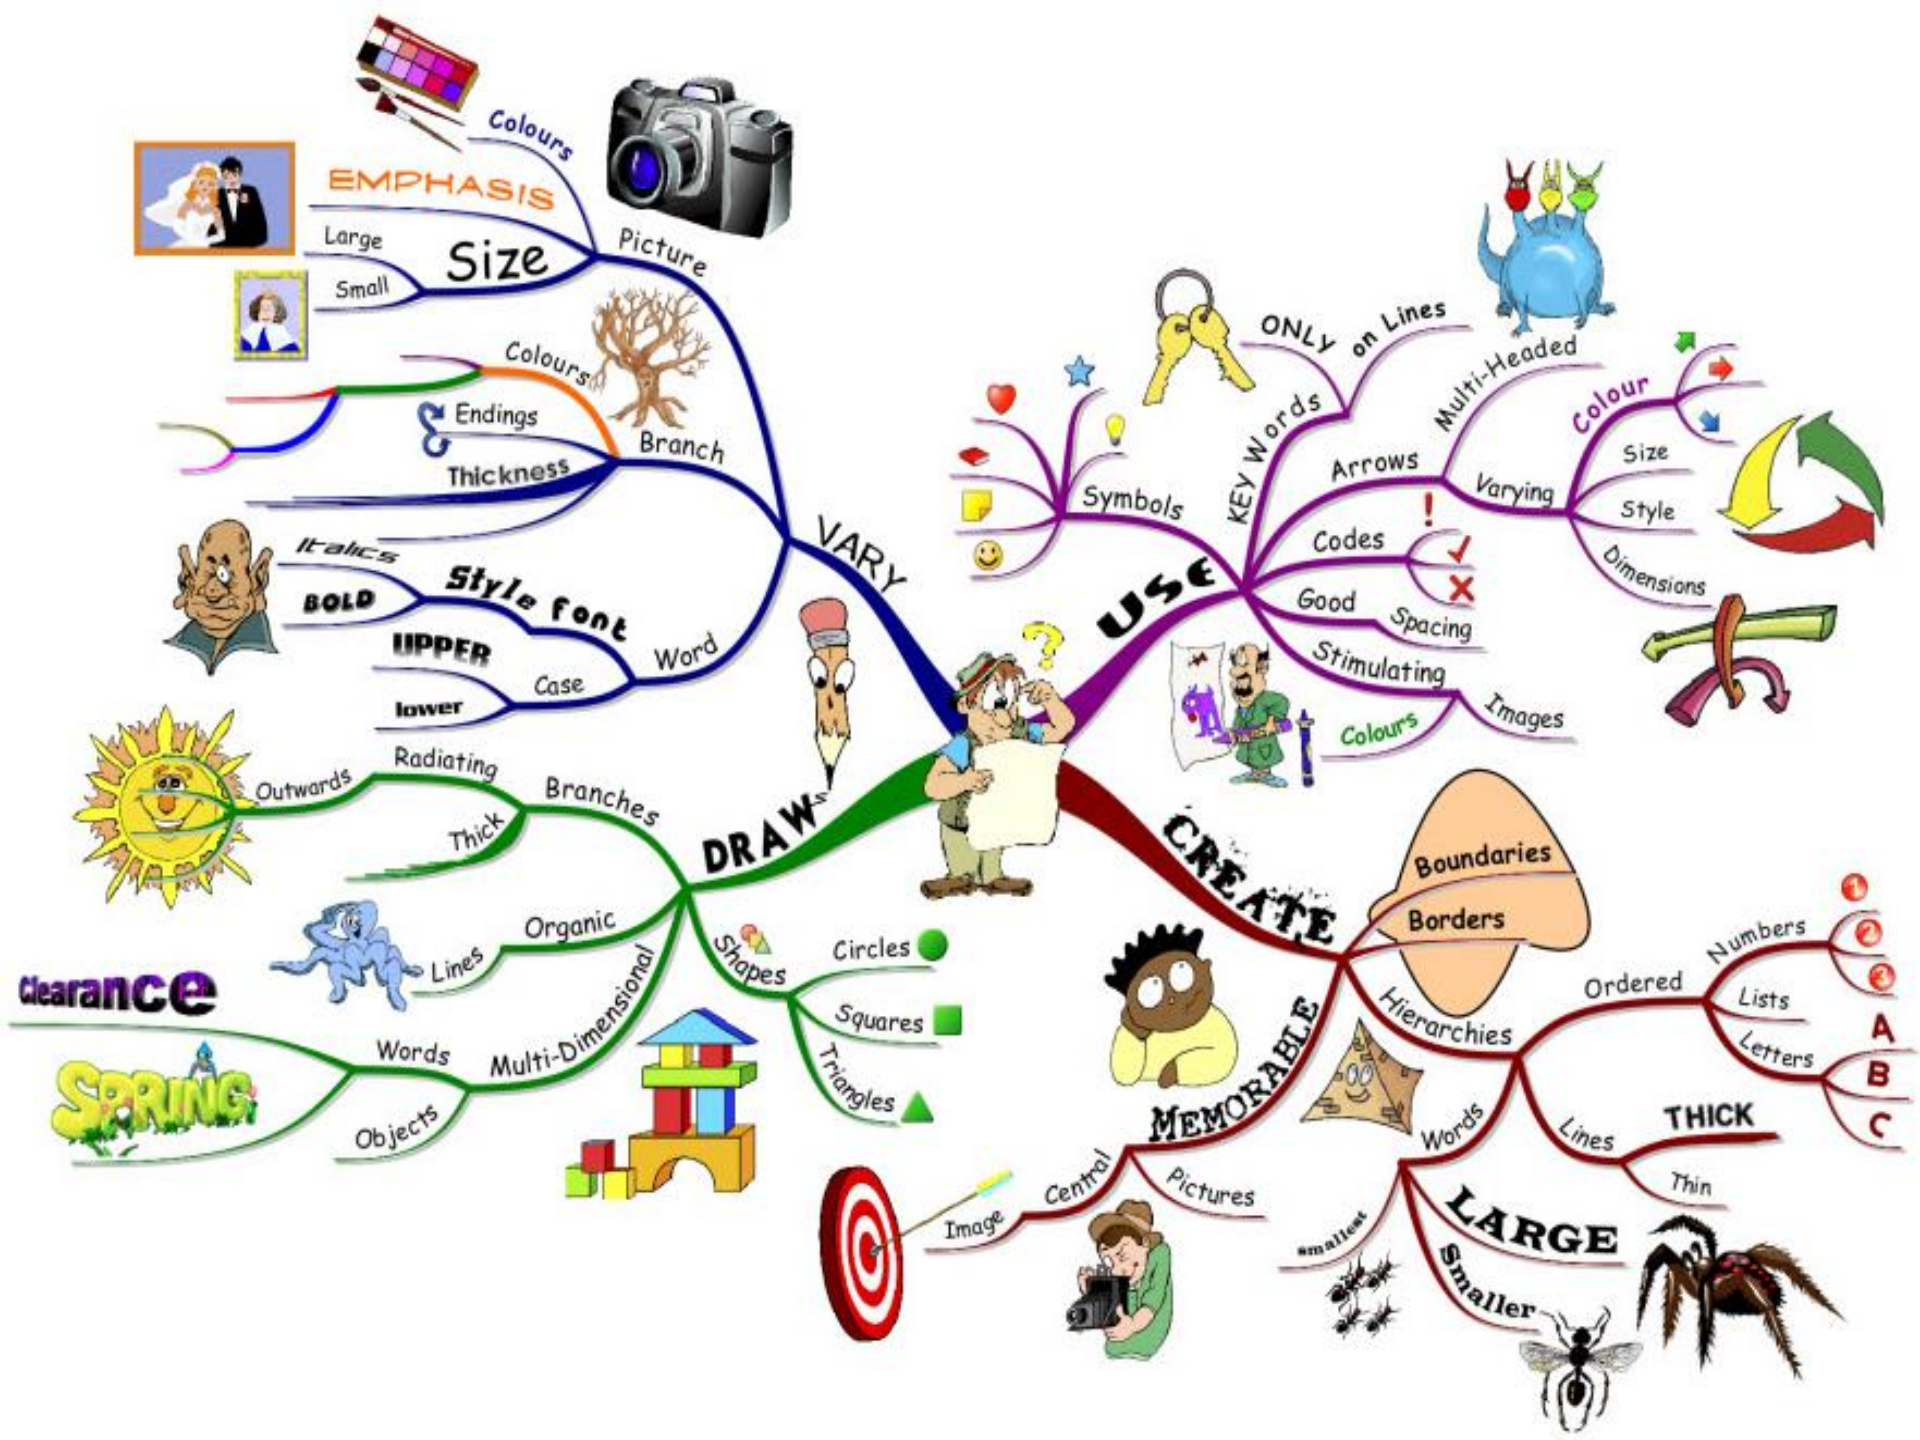 Colours
EMPHASIS
Size
Large
Small
Picture
Colours
Endings
Thickness
Branch
VARY
Italics
BOLD
Style font
UPPER
lower
Case
Word
KEY Words
ONLY
on Lines
Symbols
Arrows
Multi-Headed
Varying
Colour
Size
Style
Dimensions
Codes
!
Good
Spacing
USE
Stimulating
Images
Colours
?
DRAW
Branches
Radiating
Outwards
Thick
Organic
Lines
Shapes
Circles
Squares
Triangles
Multi-Dimensional
Words
Clearance
SPRING
Objects
CREATE
Boundaries
Borders
Hierarchies
Ordered
Numbers
1
2
3
Lists
Letters
A
B
C
Lines
THICK
Thin
Words
LARGE
Smaller
smallest
MEMORABLE
Central
Image
Pictures